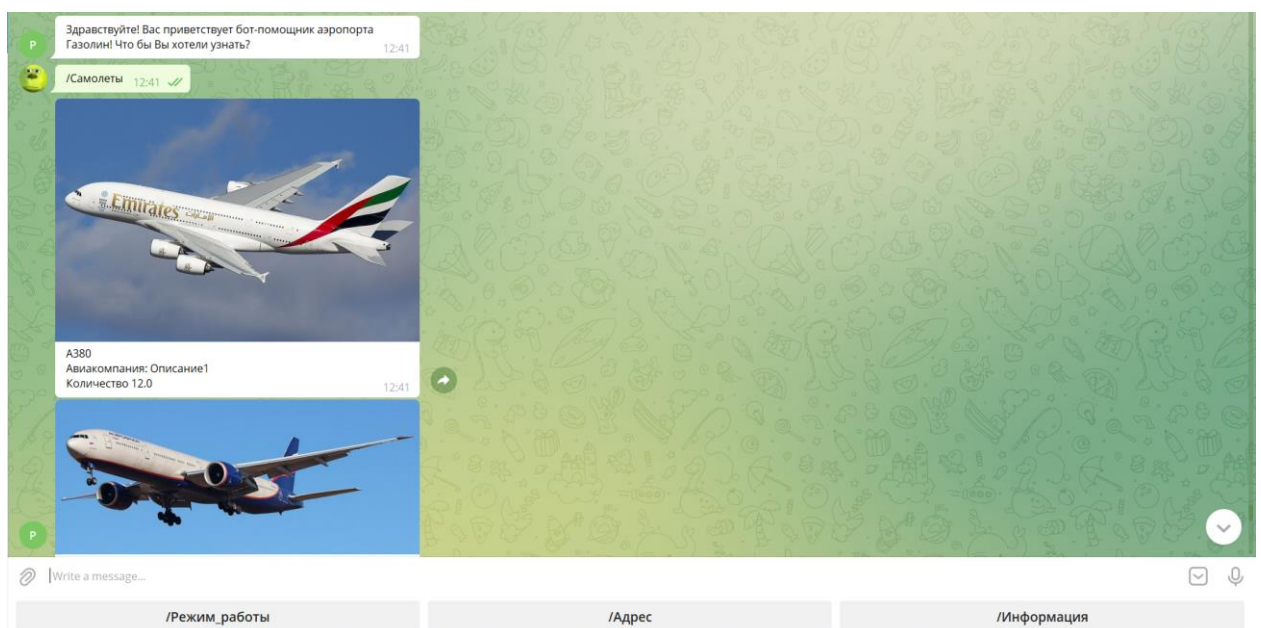 Здравствуйте! Вас приветствует бот-помощник аэропорта
Газолин! Что бы Вы хотели узнать?
12:41
P
/Самолеты 12:41
Emirates
A380
Авиакомпания: Описание1
Количество 12.0
12:41
P
Write a message...
/Режим_работы
/Адрес
/Информация